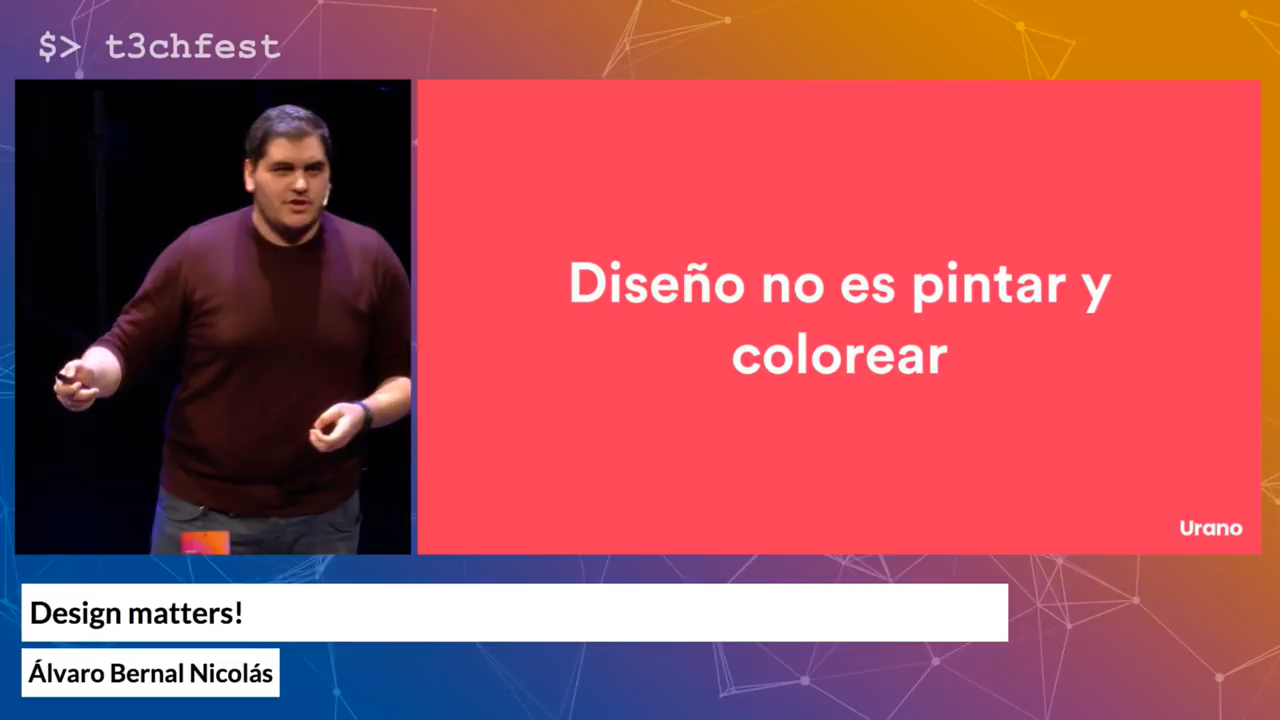 $> t3chfest
Diseño no es pintar y
colorear
Urano
Design matters!
Álvaro Bernal Nicolás